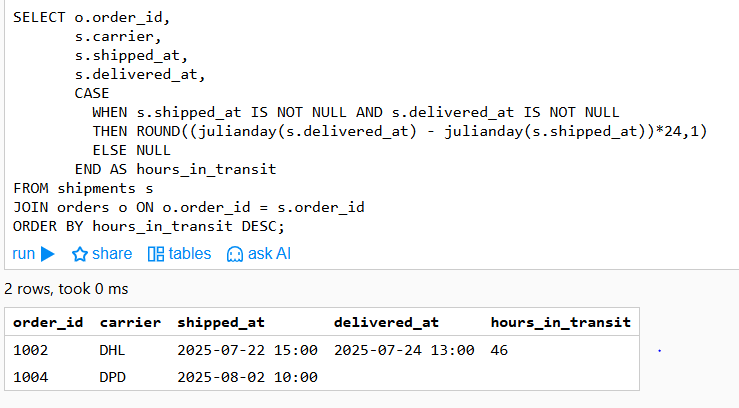 SELECT o.order_id,
       s.carrier,
       s.shipped_at,
       s.delivered_at,
       CASE
         WHEN s.shipped_at IS NOT NULL AND s.delivered_at IS NOT NULL
         THEN ROUND((julianday(s.delivered_at) - julianday(s.shipped_at))*24,1)
         ELSE NULL
       END AS hours_in_transit
FROM shipments s
JOIN orders o ON o.order_id = s.order_id
ORDER BY hours_in_transit DESC;
run share tables ask AI
2 rows, took 0 ms
order_id carrier shipped_at delivered_at hours_in_transit
1002 DHL 2025-07-22 15:00 2025-07-24 13:00 46
1004 DPD 2025-08-02 10:00